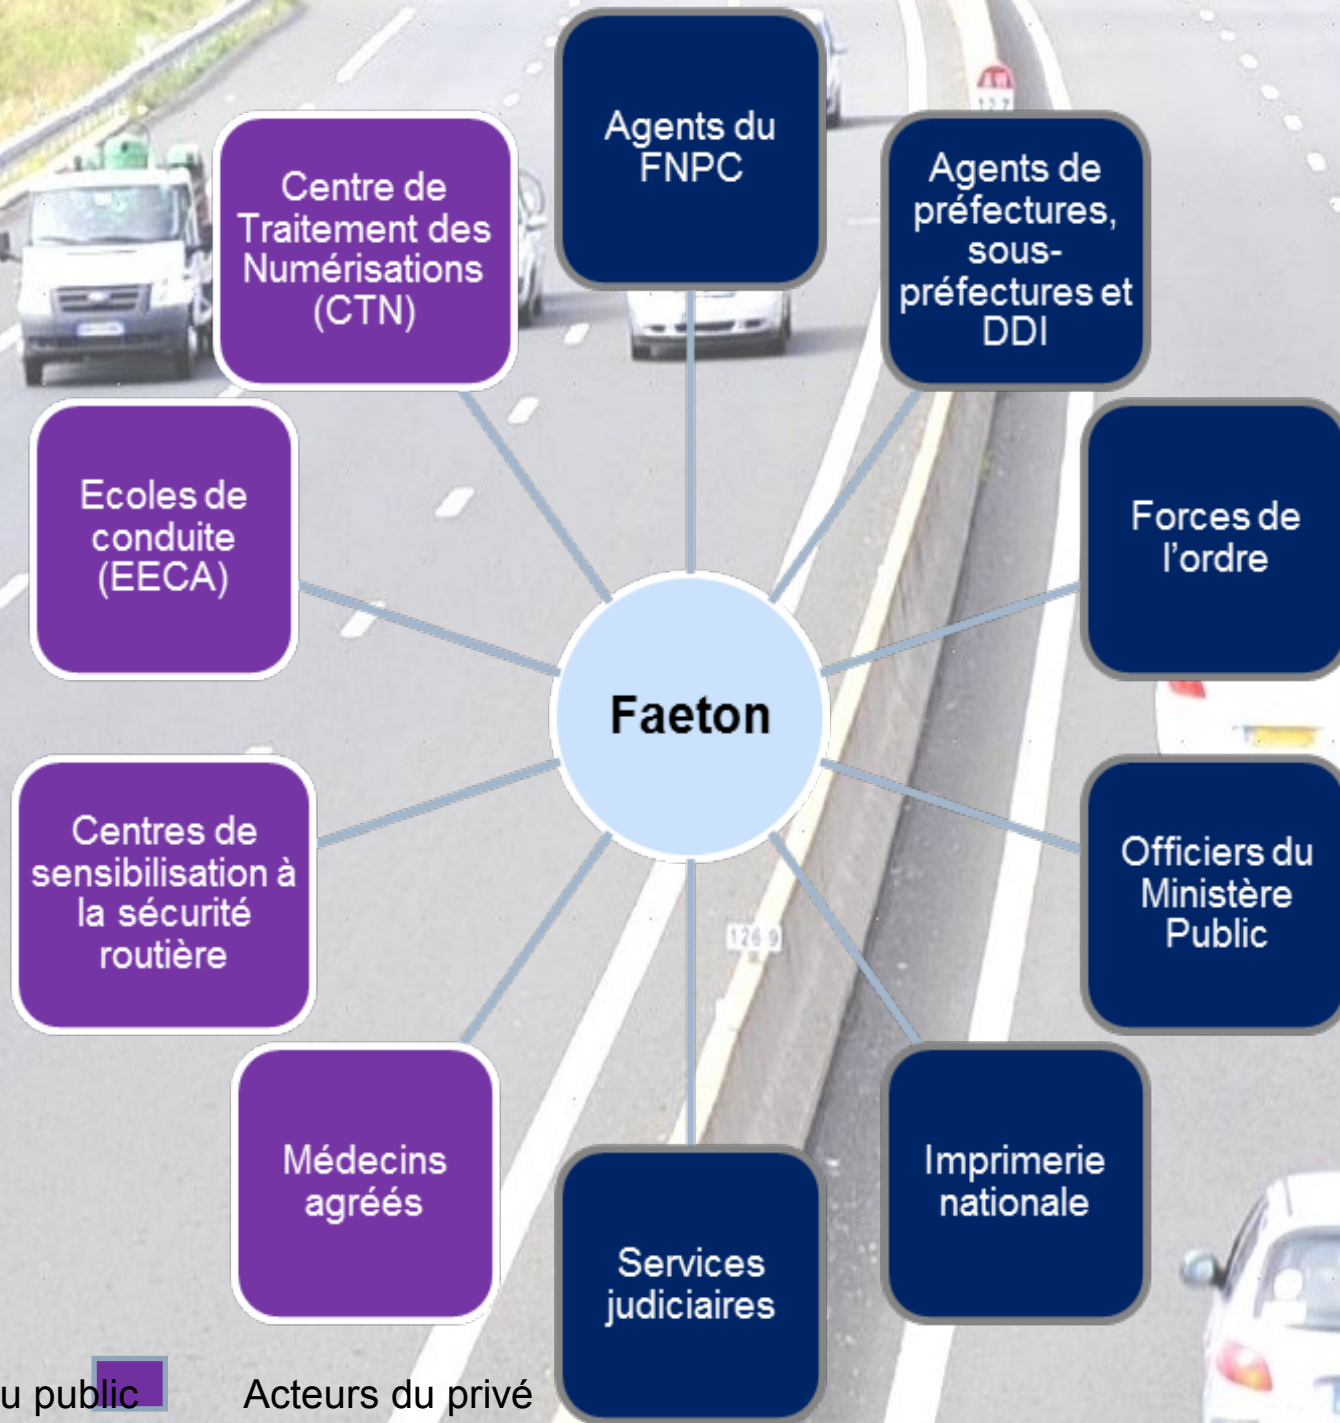 Agents du
FNPC
Agents de
préfectures,
sous-
préfectures et
DDI
Forces de
l'ordre
Officiers du
Ministère
Public
Imprimerie
nationale
Services
judiciaires
Médecins
agréés
Centres de
sensibilisation à
la sécurité
routière
Ecoles de
conduite
(EECA)
Centre de
Traitement des
Numérisations
(CTN)
Faeton
126 9
u public
Acteurs du privé